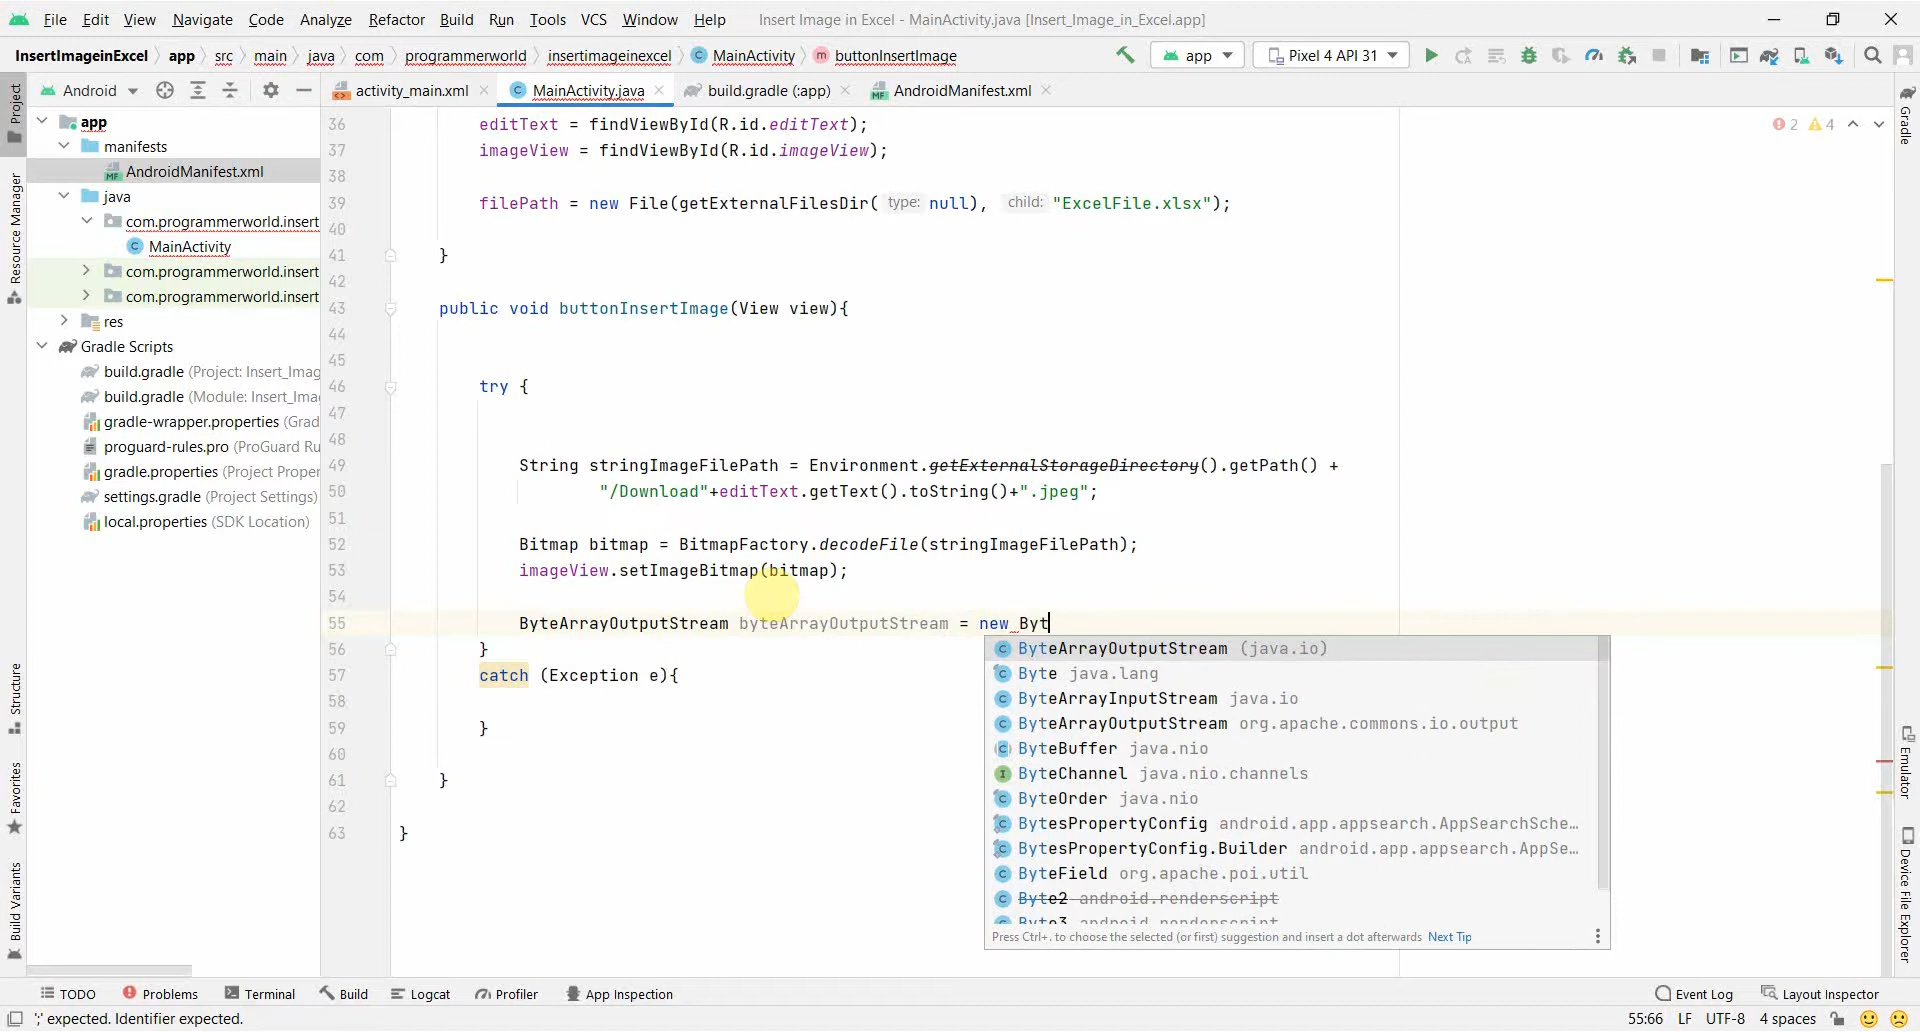 File Edit View Navigate Code Analyze Refactor Build Run Tools VCS Window Help Insert Image in Excel - MainActivity.java [Insert_Image_in_Excel.app]
InsertImageinExcel app src main java com programmerworld insertimageinexcel MainActivity buttonInsertImage app Pixel 4 API 31
Project Android activity_main.xml MainActivity.java build.gradle (:app) AndroidManifest.xml Gradle
app
manifests
AndroidManifest.xml
java
com.programmerworld.insert
MainActivity
com.programmerworld.insert
com.programmerworld.insert
res
Gradle Scripts
build.gradle (Project: Insert_Imag
build.gradle (Module: Insert_Ima
gradle-wrapper.properties (Grad
proguard-rules.pro (ProGuard Ru
gradle.properties (Project Proper
settings.gradle (Project Settings)
local.properties (SDK Location)
Resource Manager
Structure
Favorites
Build Variants
2 4
36 editText = findViewById(R.id.editText);
37 imageView = findViewById(R.id.imageView);
38
39 filePath = new File(getExternalFilesDir( type: null), child: "ExcelFile.xlsx");
40
41 }
42
43 public void buttonInsertImage(View view){
44
45
46 try {
47
48
49 String stringImageFilePath = Environment.getExternalStorageDirectory().getPath() +
50 "/Download"+editText.getText().toString()+".jpeg";
51
52 Bitmap bitmap = BitmapFactory.decodeFile(stringImageFilePath);
53 imageView.setImageBitmap(bitmap);
54
55 ByteArrayOutputStream byteArrayOutputStream = new Byt
56 }
57 catch (Exception e){
58
59 }
60
61 }
62
63 }
ByteArrayOutputStream (java.io)
Byte java.lang
ByteArrayInputStream java.io
ByteArrayOutputStream org.apache.commons.io.output
ByteBuffer java.nio
ByteChannel java.nio.channels
ByteOrder java.nio
BytesPropertyConfig android.app.appsearch.AppSearchSche…
BytesPropertyConfig.Builder android.app.appsearch.AppSe…
ByteField org.apache.poi.util
Byte2 android.renderscript
Byte3 android.renderscript
Press Ctrl+. to choose the selected (or first) suggestion and insert a dot afterwards Next Tip
Emulator
Device File Explorer
TODO Problems Terminal Build Logcat Profiler App Inspection Event Log Layout Inspector
';' expected. Identifier expected. 55:66 LF UTF-8 4 spaces